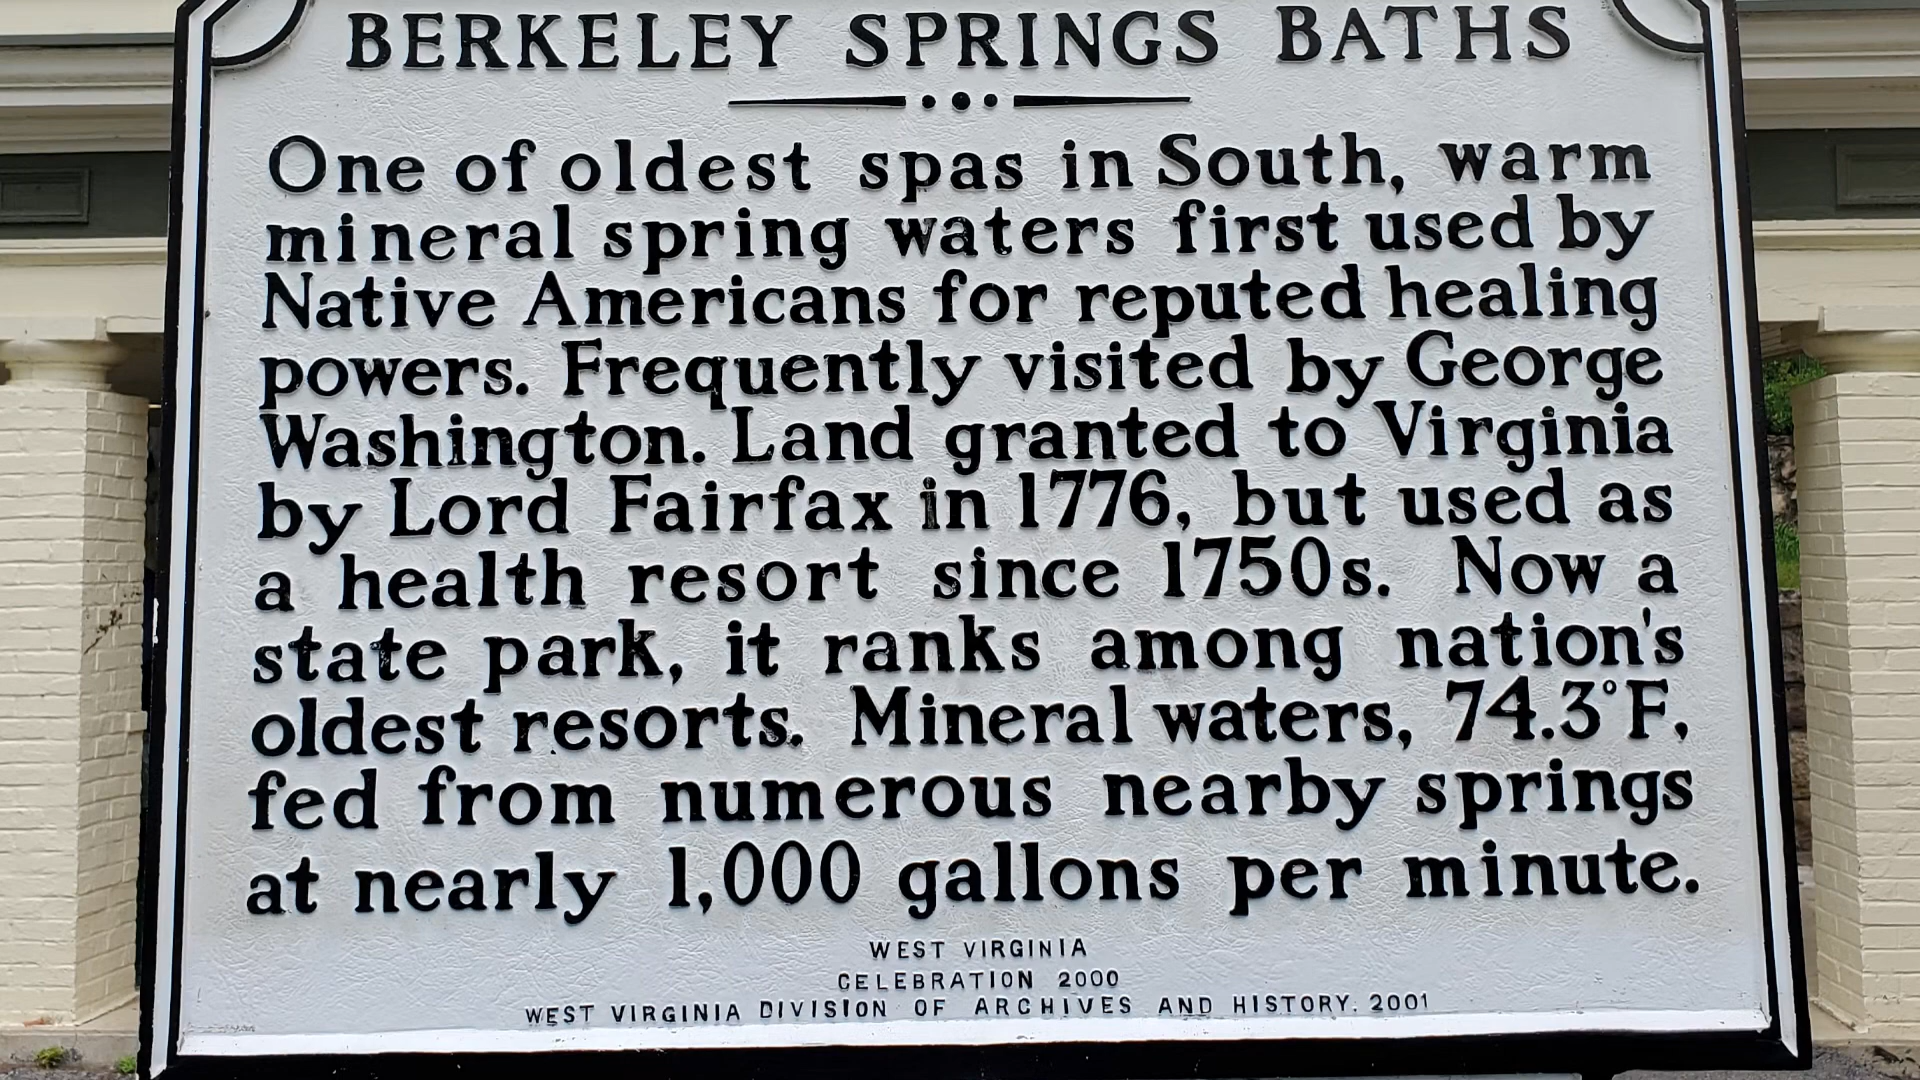 BERKELEY SPRINGS BATHS
One of oldest spas in South, warm
mineral spring waters first used by
Native Americans for reputed healing
powers. Frequently visited by George
Washington. Land granted to Virginia
by Lord Fairfax in 1776, but used as
a health resort since 1750s. Now a
state park, it ranks among nation's
oldest resorts. Mineral waters, 74.3°F,
fed from numerous nearby springs
at nearly 1,000 gallons per minute.
WEST VIRGINIA
CELEBRATION 2000
WEST VIRGINIA DIVISION OF ARCHIVES AND HISTORY. 2001